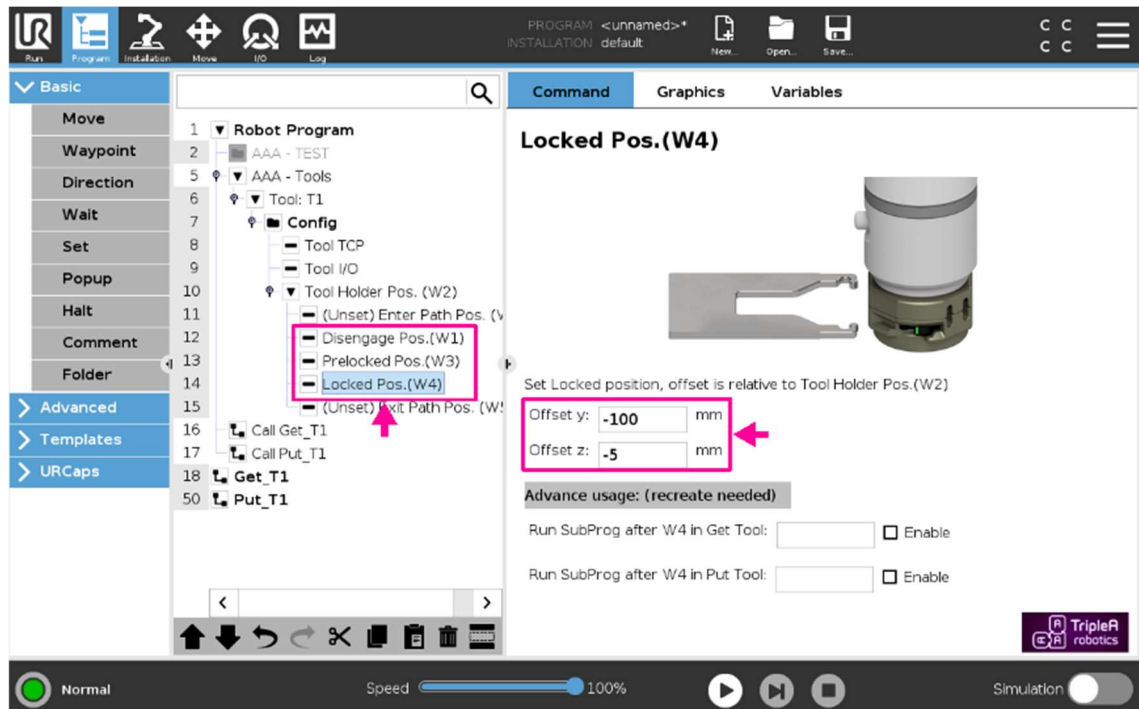 PROGRAM <unnamed>*
INSTALLATION default
UR
Run Program Installation Move I/O Log
New... Open... Save...
C C
C C
Basic
Move
Waypoint
Direction
Wait
Set
Popup
Halt
Comment
Folder
Advanced
Templates
URCaps
1 Robot Program
2 AAA - TEST
5 AAA - Tools
6 Tool: T1
7 Config
8 Tool TCP
9 Tool I/O
10 Tool Holder Pos. (W2)
11 (Unset) Enter Path Pos. (
12 Disengage Pos.(W1)
13 Prelocked Pos.(W3)
14 Locked Pos.(W4)
15 (Unset) Exit Path Pos. (W
16 Call Get_T1
17 Call Put_T1
18 Get_T1
50 Put_T1
Command Graphics Variables
Locked Pos.(W4)
Set Locked position, offset is relative to Tool Holder Pos.(W2)
Offset y: -100 mm
Offset z: -5 mm
Advance usage: (recreate needed)
Run SubProg after W4 in Get Tool: Enable
Run SubProg after W4 in Put Tool: Enable
TripleA
robotics
Normal
Speed 100%
Simulation